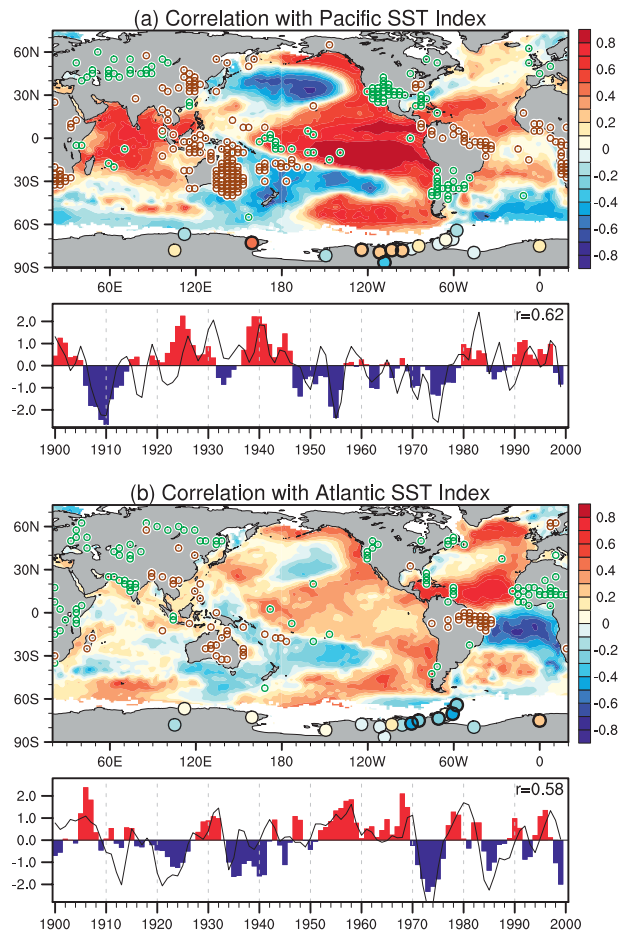 (a) Correlation with Pacific SST Index
60N
30N
0
30S
60S
90S
60E 120E 180 120W 60W 0
0.8
0.6
0.4
0.2
0
-0.2
-0.4
-0.6
-0.8
r=0.62
2.0
1.0
0.0
-1.0
-2.0
1900 1910 1920 1930 1940 1950 1960 1970 1980 1990 2000
(b) Correlation with Atlantic SST Index
60N
30N
0
30S
60S
90S
60E 120E 180 120W 60W 0
0.8
0.6
0.4
0.2
0
-0.2
-0.4
-0.6
-0.8
r=0.58
2.0
1.0
0.0
-1.0
-2.0
1900 1910 1920 1930 1940 1950 1960 1970 1980 1990 2000